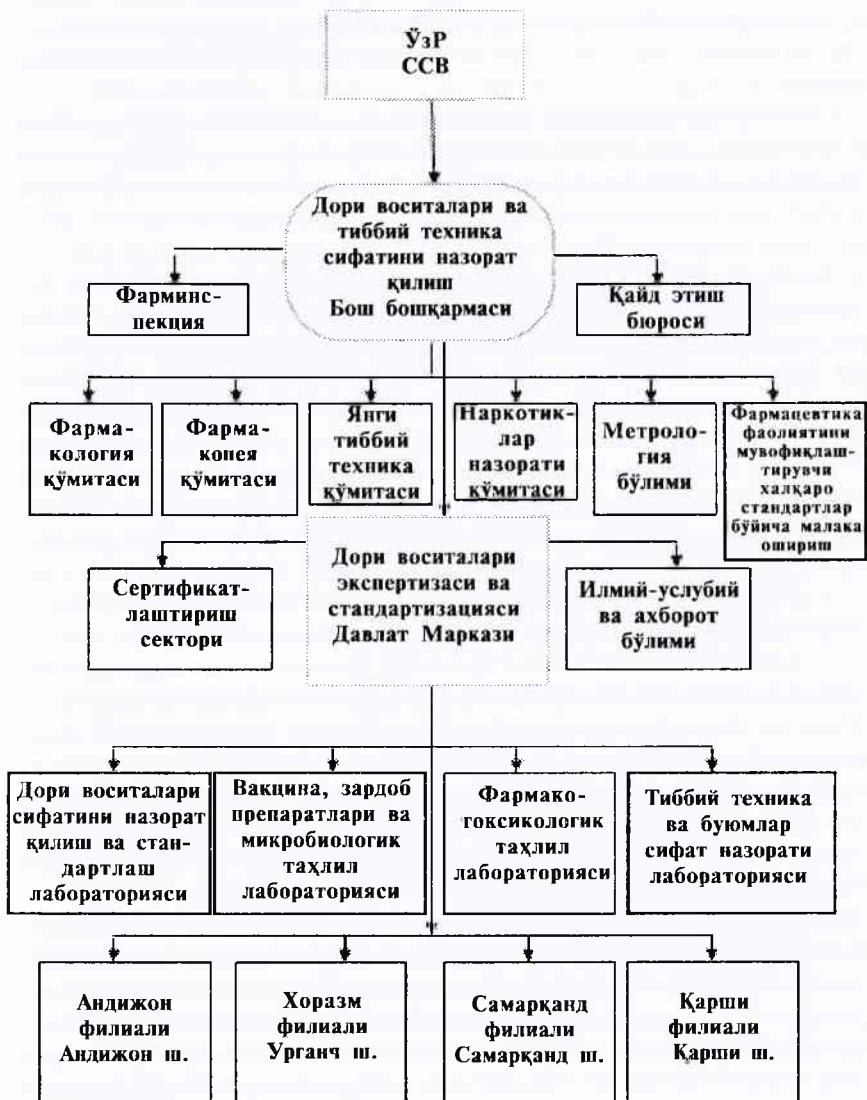 ЎзР
ССВ
Дори воситалари ва
тиббий техника
сифатини назорат
қилиш
Бош бошқармаси
Фарминс-
пекция
Қайд этиш
бюроси
Фарма-
кология
қўмитаси
Фарма-
копея
қўмитаси
Янги
тиббий
техника
қўмитаси
Наркотик-
лар
назорати
қўмитаси
Метроло-
гия
бўлими
Фармацевтика
фаолиятини
мувофиқлаш-
тирувчи
халқаро
стандартлар
бўйича малака
ошириш
Дори воситалари
экспертизаси ва
стандартизацияси
Давлат Маркази
Сертификат-
лаштириш
сектори
Илмий-услубий
ва ахборот
бўлими
Дори воситалари
сифатини назорат
қилиш ва стан-
дартлаш
лабораторияси
Вакцина, зардоб
препаратлари ва
микробиологик
таҳлил
лабораторияси
Фармако-
токсикологик
таҳлил
лабораторияси
Тиббий техника
ва буюмлар
сифат назорати
лабораторияси
Андижон
филиали
Андижон ш.
Хоразм
филиали
Урганч ш.
Самарқанд
филиали
Самарқанд ш.
Қарши
филиали
Қарши ш.